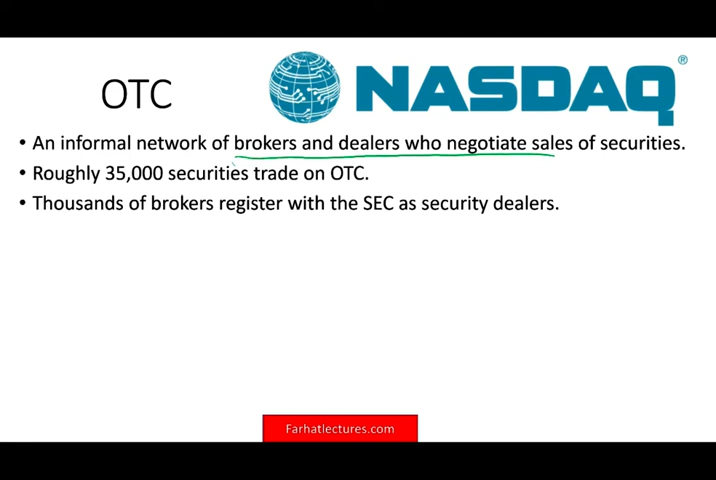 OTC
NASDAQ®
• An informal network of brokers and dealers who negotiate sales of securities.
• Roughly 35,000 securities trade on OTC.
• Thousands of brokers register with the SEC as security dealers.
Farhatlectures.com